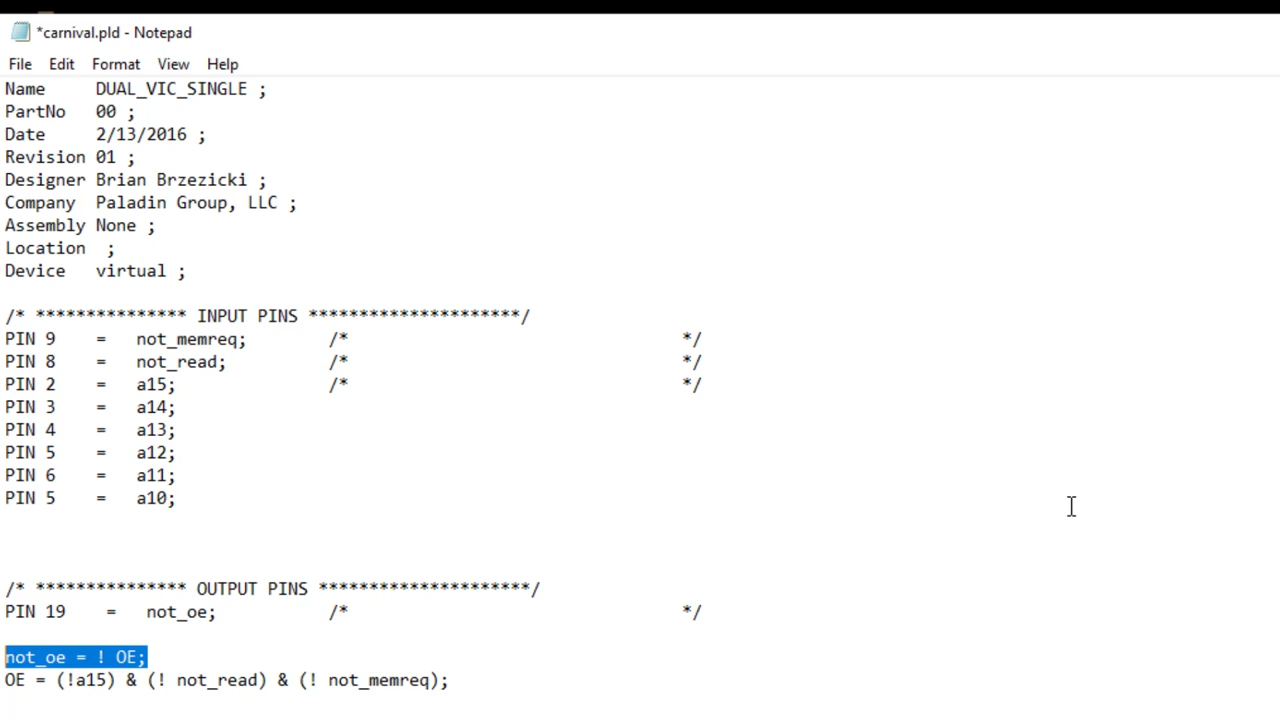 *carnival.pld - Notepad
File Edit Format View Help
Name DUAL_VIC_SINGLE ;
PartNo 00 ;
Date 2/13/2016 ;
Revision 01 ;
Designer Brian Brzezicki ;
Company Paladin Group, LLC ;
Assembly None ;
Location ;
Device virtual ;
/* *************** INPUT PINS *********************/
PIN 9 = not_memreq; /* */
PIN 8 = not_read; /* */
PIN 2 = a15; /* */
PIN 3 = a14;
PIN 4 = a13;
PIN 5 = a12;
PIN 6 = a11;
PIN 5 = a10;
/* *************** OUTPUT PINS *********************/
PIN 19 = not_oe; /* */
not_oe = ! OE;
OE = (!a15) & (! not_read) & (! not_memreq);